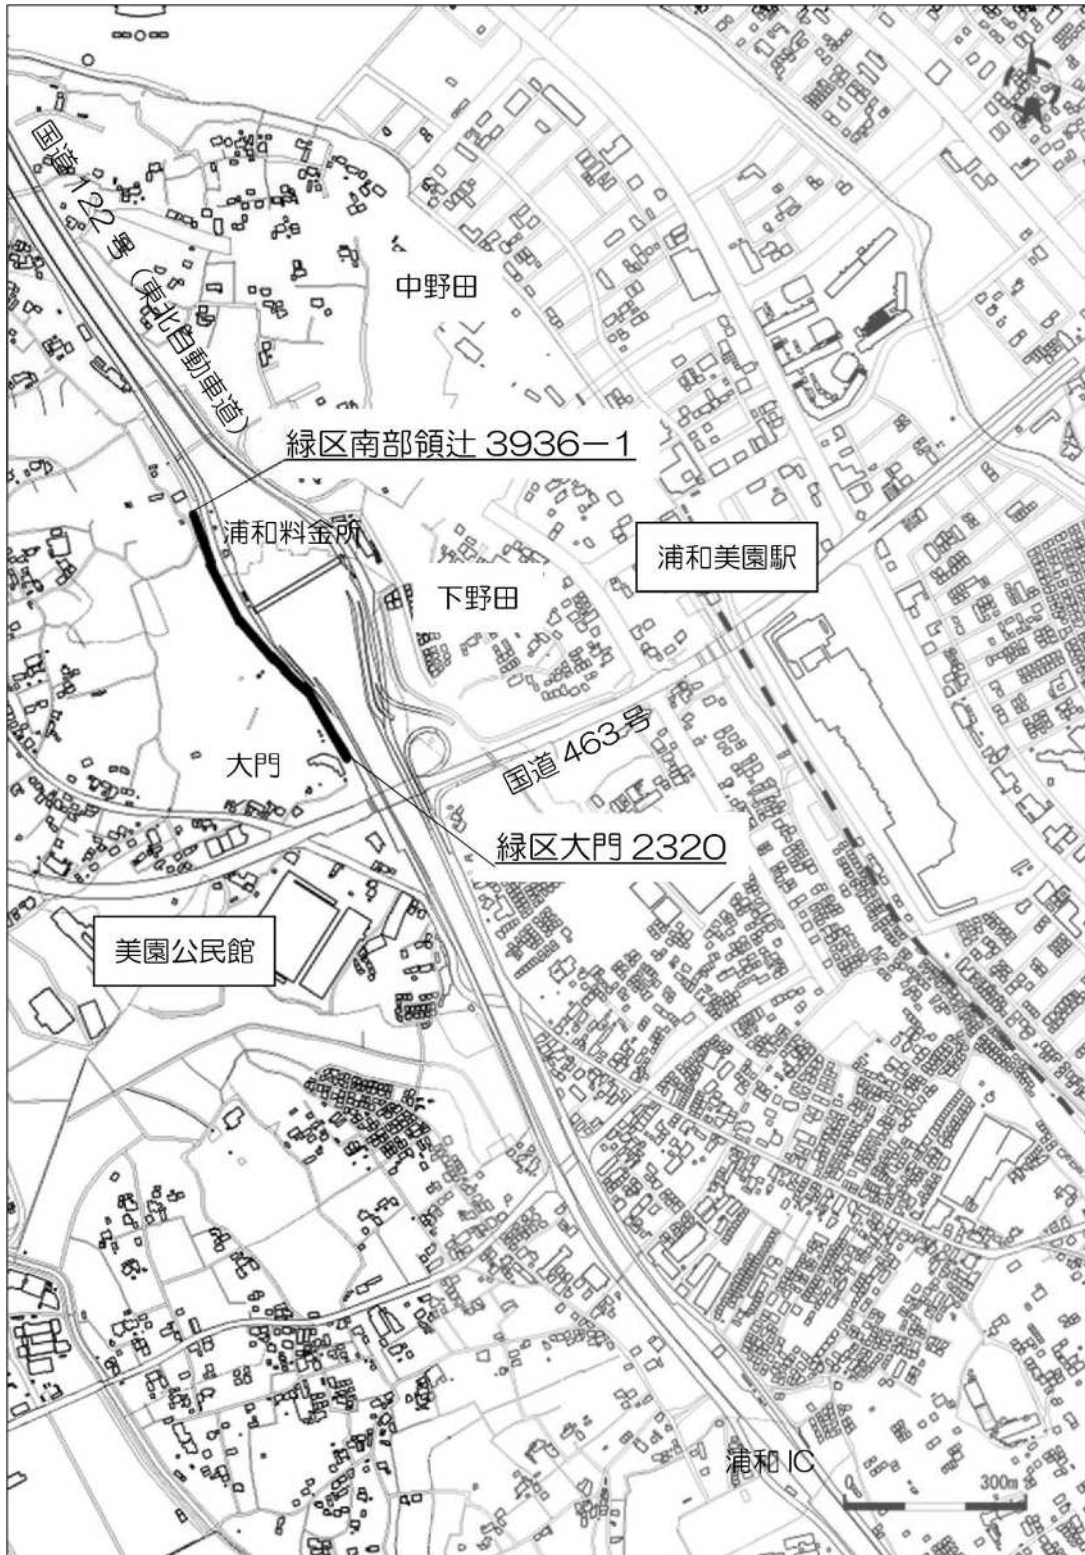 国道122号(東北自動車道)
中野田
緑区南部領辻 3936-1
浦和料金所
浦和美園駅
下野田
国道 463号
大門
緑区大門 2320
美園公民館
浦和 IC
0 300m